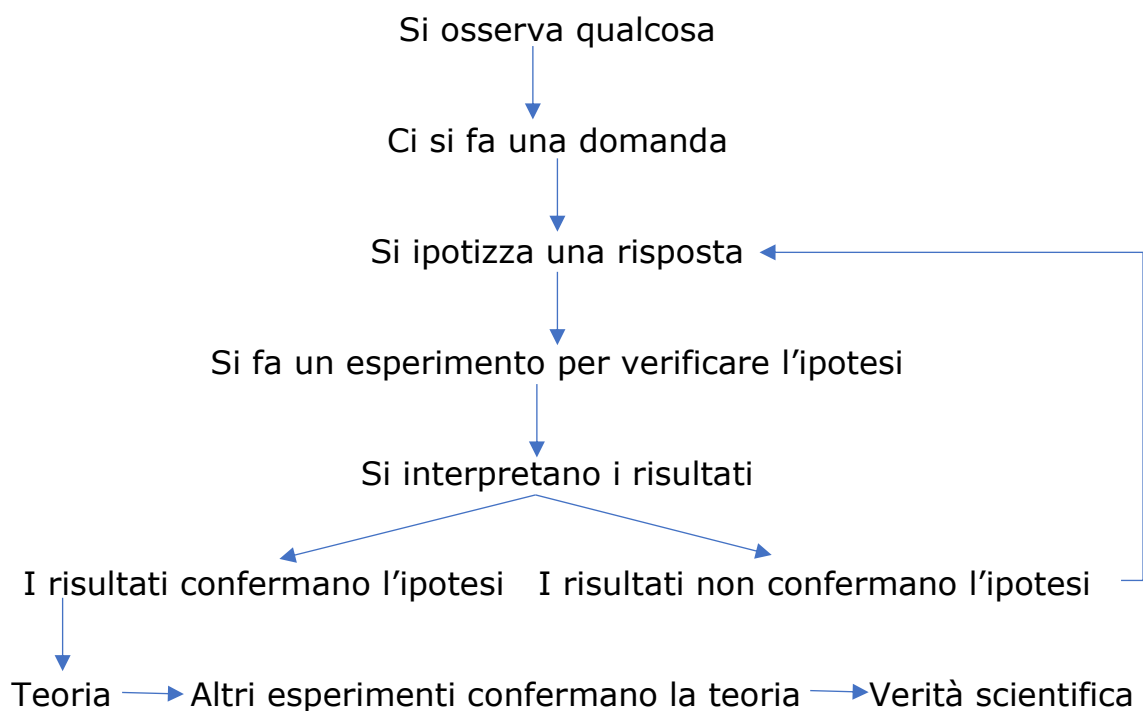 Si osserva qualcosa
Ci si fa una domanda
Si ipotizza una risposta
Si fa un esperimento per verificare l’ipotesi
Si interpretano i risultati
I risultati confermano l’ipotesi
I risultati non confermano l’ipotesi
Teoria
Altri esperimenti confermano la teoria
Verità scientifica